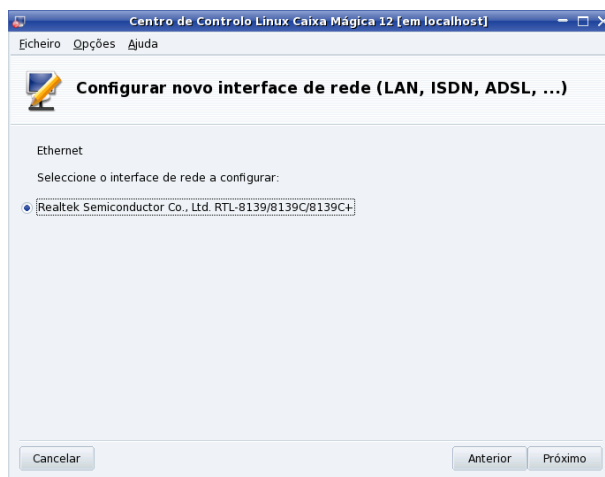 Centro de Controlo Linux Caixa Mágica 12 [em localhost]
Ficheiro Opções Ajuda
Configurar novo interface de rede (LAN, ISDN, ADSL, ...)
Ethernet
Seleccione o interface de rede a configurar:
Realtek Semiconductor Co., Ltd. RTL-8139/8139C/8139C+
Cancelar Anterior Próximo